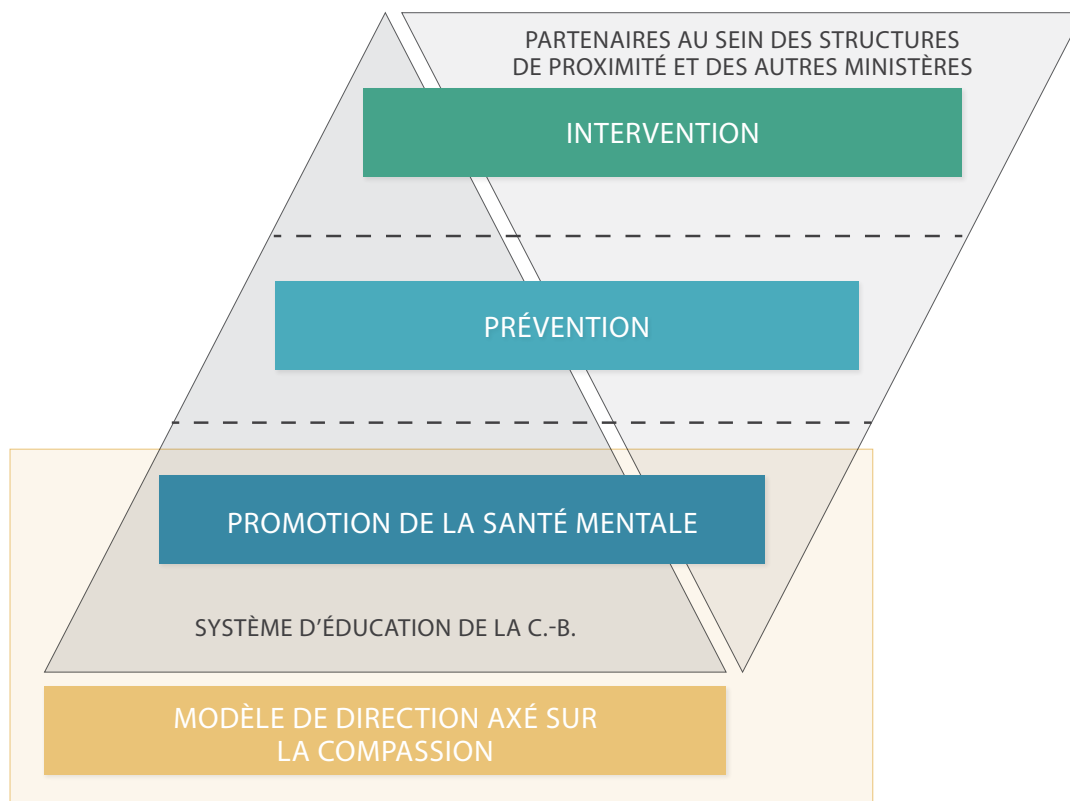 PARTENAIRES AU SEIN DES STRUCTURES
DE PROXIMITÉ ET DES AUTRES MINISTÈRES
INTERVENTION
PRÉVENTION
PROMOTION DE LA SANTÉ MENTALE
SYSTÈME D’ÉDUCATION DE LA C.-B.
MODÈLE DE DIRECTION AXÉ SUR
LA COMPASSION